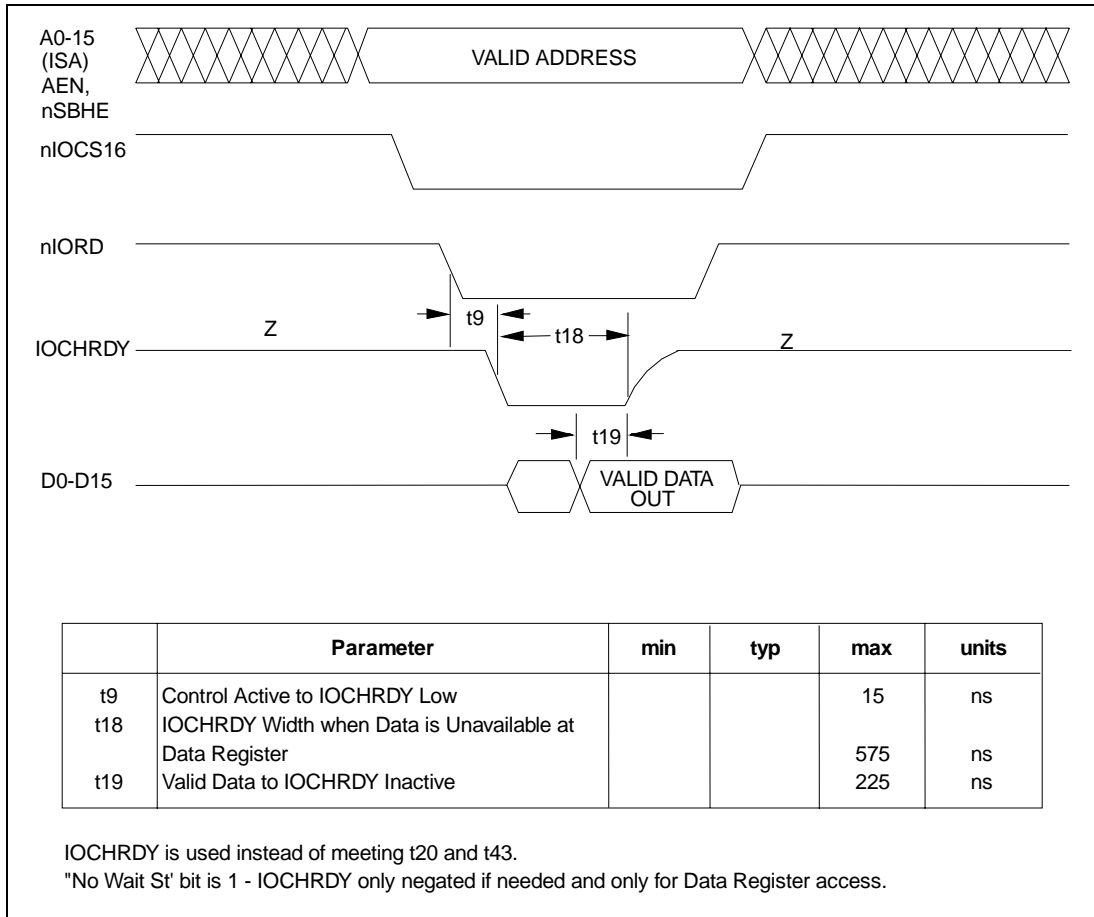 A0-15
(ISA)
AEN,
nSBHE
VALID ADDRESS
nIOCS16
nIORD
t9
Z
t18
Z
IOCHRDY
t19
D0-D15
VALID DATA
OUT
Parameter min typ max units
t9 Control Active to IOCHRDY Low 15 ns
t18 IOCHRDY Width when Data is Unavailable at
Data Register 575 ns
t19 Valid Data to IOCHRDY Inactive 225 ns
IOCHRDY is used instead of meeting t20 and t43.
"No Wait St' bit is 1 - IOCHRDY only negated if needed and only for Data Register access.